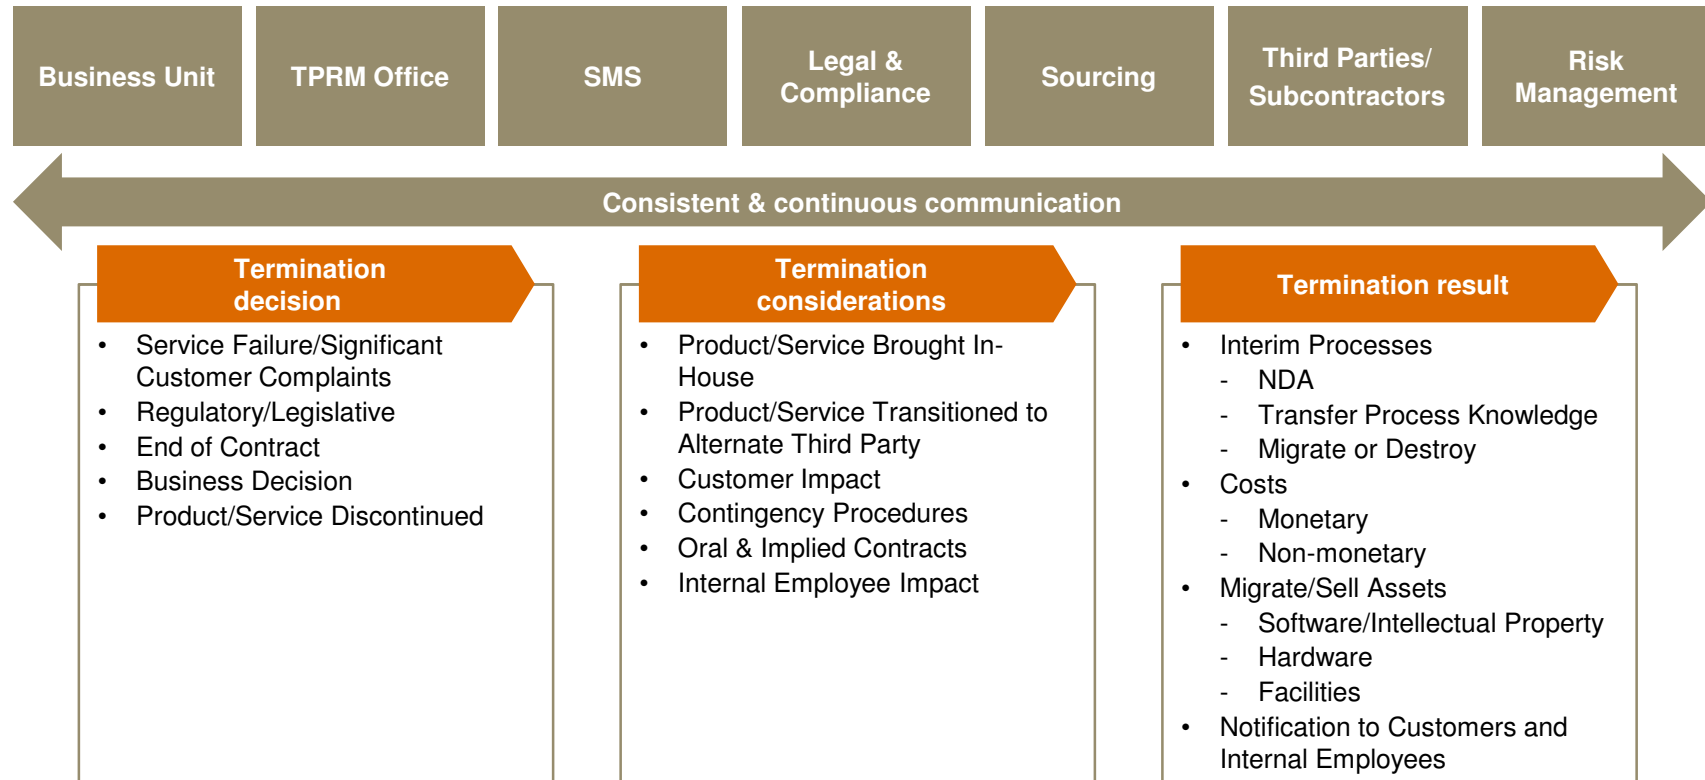 Business Unit
TPRM Office
SMS
Legal &
Compliance
Sourcing
Third Parties/
Subcontractors
Risk
Management
Consistent & continuous communication
Termination
decision
• Service Failure/Significant
Customer Complaints
• Regulatory/Legislative
• End of Contract
• Business Decision
• Product/Service Discontinued
Termination
considerations
• Product/Service Brought In-
House
• Product/Service Transitioned to
Alternate Third Party
• Customer Impact
• Contingency Procedures
• Oral & Implied Contracts
• Internal Employee Impact
Termination result
• Interim Processes
- NDA
- Transfer Process Knowledge
- Migrate or Destroy
• Costs
- Monetary
- Non-monetary
• Migrate/Sell Assets
- Software/Intellectual Property
- Hardware
- Facilities
• Notification to Customers and
Internal Employees